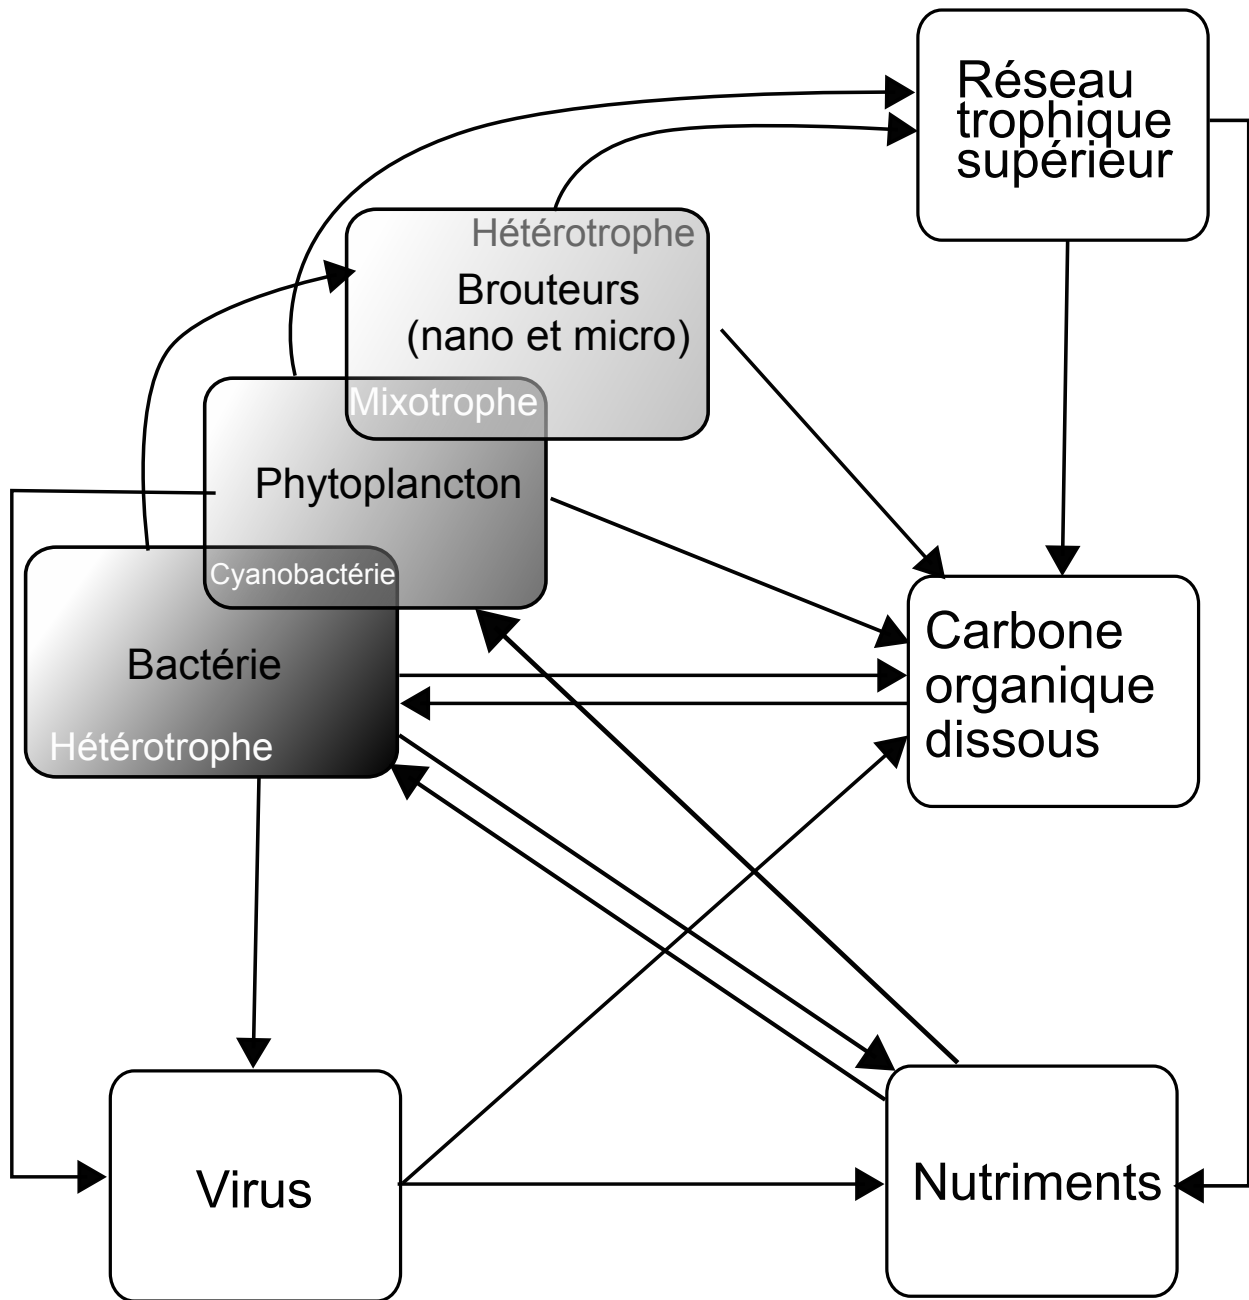 Réseau
trophique
supérieur
Hétérotrophe
Brouteurs
(nano et micro)
Mixotrophe
Phytoplancton
Cyanobactérie
Bactérie
Hétérotrophe
Carbone
organique
dissous
Virus
Nutriments